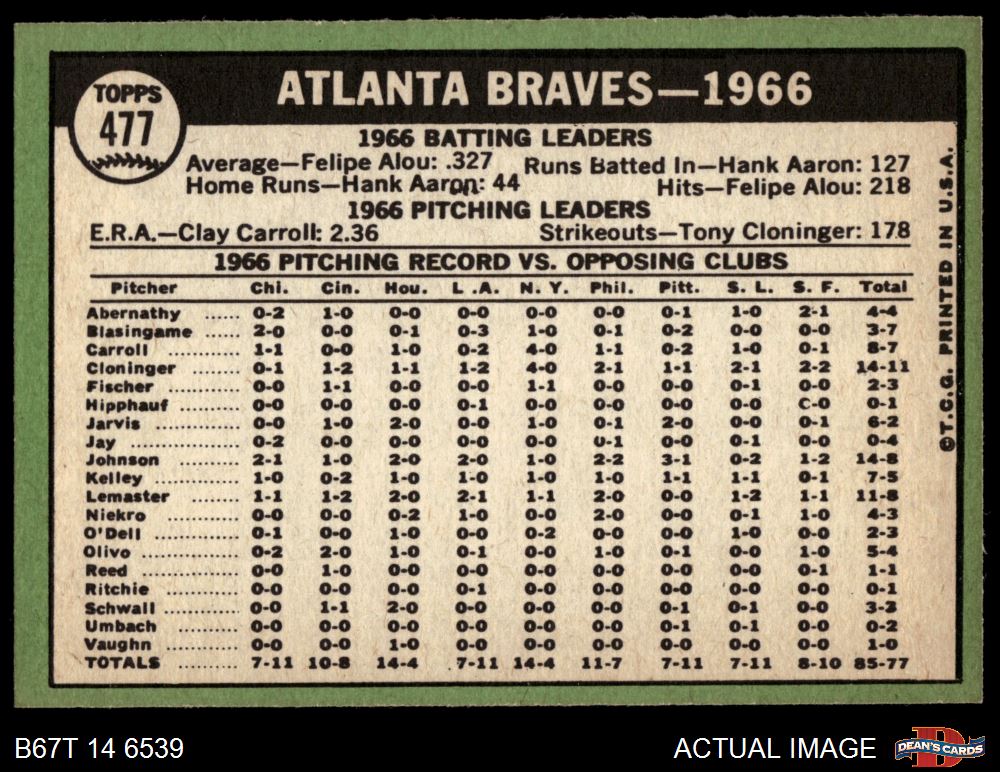 TOPPS
477
ATLANTA BRAVES—1966
1966 BATTING LEADERS
Average—Felipe Alou: .327 Runs Batted In—Hank Aaron: 127
Home Runs—Hank Aaron: 44 Hits—Felipe Alou: 218
1966 PITCHING LEADERS
E.R.A.—Clay Carroll: 2.36 Strikeouts—Tony Cloninger: 178
1966 PITCHING RECORD VS. OPPOSING CLUBS
Pitcher Chi. Cin. Hou. L.A. N.Y. Phil. Pitt. S.L. S.F. Total
Abernathy ...... 0-2 1-0 0-0 0-0 0-0 0-0 0-1 1-0 2-1 4-4
Blasingame ...... 2-0 0-0 0-1 0-3 1-0 0-1 0-2 0-0 0-0 3-7
Carroll ............ 1-1 0-0 1-0 0-2 4-0 1-1 0-2 1-0 0-1 8-7
Cloninger ......... 0-1 1-2 1-1 1-2 4-0 2-1 1-1 2-1 2-2 14-11
Fischer ............ 0-0 1-1 0-0 0-0 1-1 0-0 0-0 0-1 0-0 2-3
Hipphauf ......... 0-0 0-0 0-0 0-1 0-0 0-0 0-0 0-0 0-0 0-1
Jarvis ............ 0-0 1-0 2-0 0-0 1-0 0-1 2-0 0-0 0-1 6-2
Jay .................. 0-2 0-0 0-0 0-0 0-0 0-1 0-0 0-1 0-0 0-4
Johnson ......... 2-1 1-0 2-0 2-0 1-0 2-2 3-1 0-2 1-2 14-8
Kelley ............ 1-0 0-2 1-0 1-0 1-0 1-0 1-1 1-1 0-1 7-5
Lemaster ......... 1-1 1-2 2-0 2-1 1-1 2-0 0-0 1-2 1-1 11-8
Niekro ............ 0-0 0-0 0-2 1-0 0-0 2-0 0-0 0-1 1-0 4-3
O'Dell ............ 0-1 0-0 1-0 0-0 0-2 0-0 0-0 1-0 0-0 2-3
Olivo ............... 0-2 2-0 1-0 0-1 0-0 1-0 0-1 0-0 1-0 5-4
Reed ............... 0-0 1-0 0-0 0-0 0-0 0-0 0-0 0-0 0-1 1-1
Ritchie ............ 0-0 0-0 0-0 0-1 0-0 0-0 0-0 0-0 0-0 0-1
Schwall ............ 0-0 1-1 2-0 0-0 0-0 0-0 0-1 0-1 0-0 3-3
Umbach ......... 0-0 0-0 0-0 0-0 0-0 0-0 0-1 0-1 0-0 0-2
Vaughn ............ 0-0 0-0 1-0 0-0 0-0 0-0 0-0 0-0 0-0 1-0
TOTALS ......... 7-11 10-8 14-4 7-11 14-4 11-7 7-11 7-11 8-10 85-77
©T.C.G. PRINTED IN U.S.A.
B67T 14 6539
ACTUAL IMAGE
D
DEAN'S CARDS